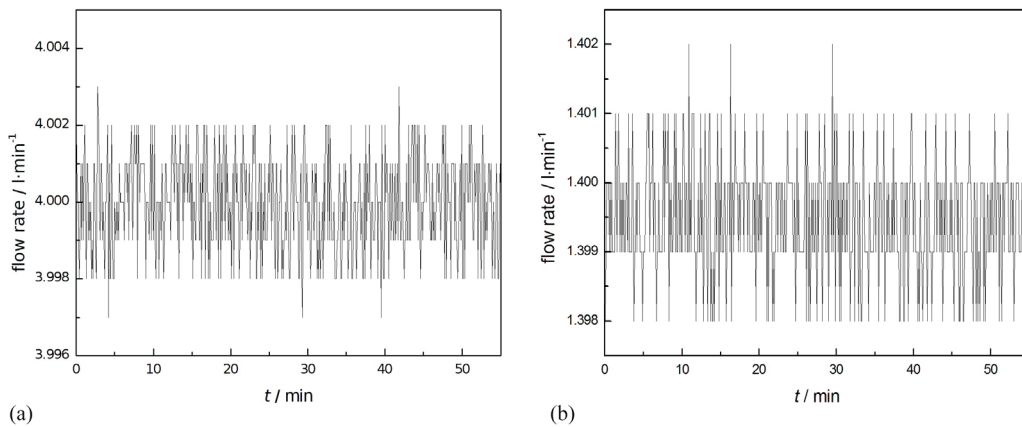 4.004
4.002
4.000
3.998
3.996
flow rate / l·min⁻¹
0 10 20 30 40 50
t / min
(a)
1.402
1.401
1.400
1.399
1.398
flow rate / l·min⁻¹
0 10 20 30 40 50
t / min
(b)